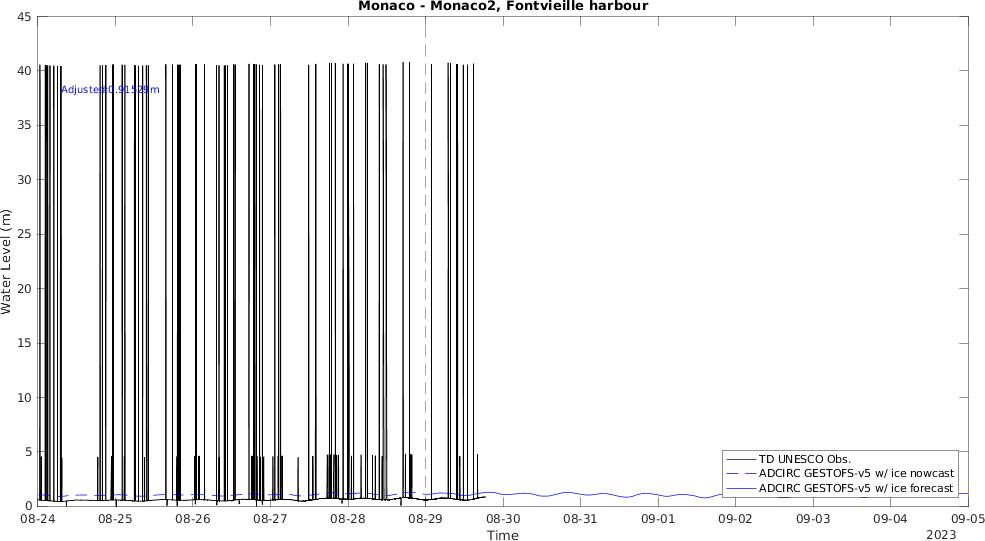 Monaco - Monaco2, Fontvieille harbour
45
40
35
30
25
20
15
10
5
0
Water Level (m)
Adjusted:0.91529m
TD UNESCO Obs.
ADCIRC GESTOFS-v5 w/ ice nowcast
ADCIRC GESTOFS-v5 w/ ice forecast
08-24 08-25 08-26 08-27 08-28 08-29 08-30 08-31 09-01 09-02 09-03 09-04 09-05
Time
2023